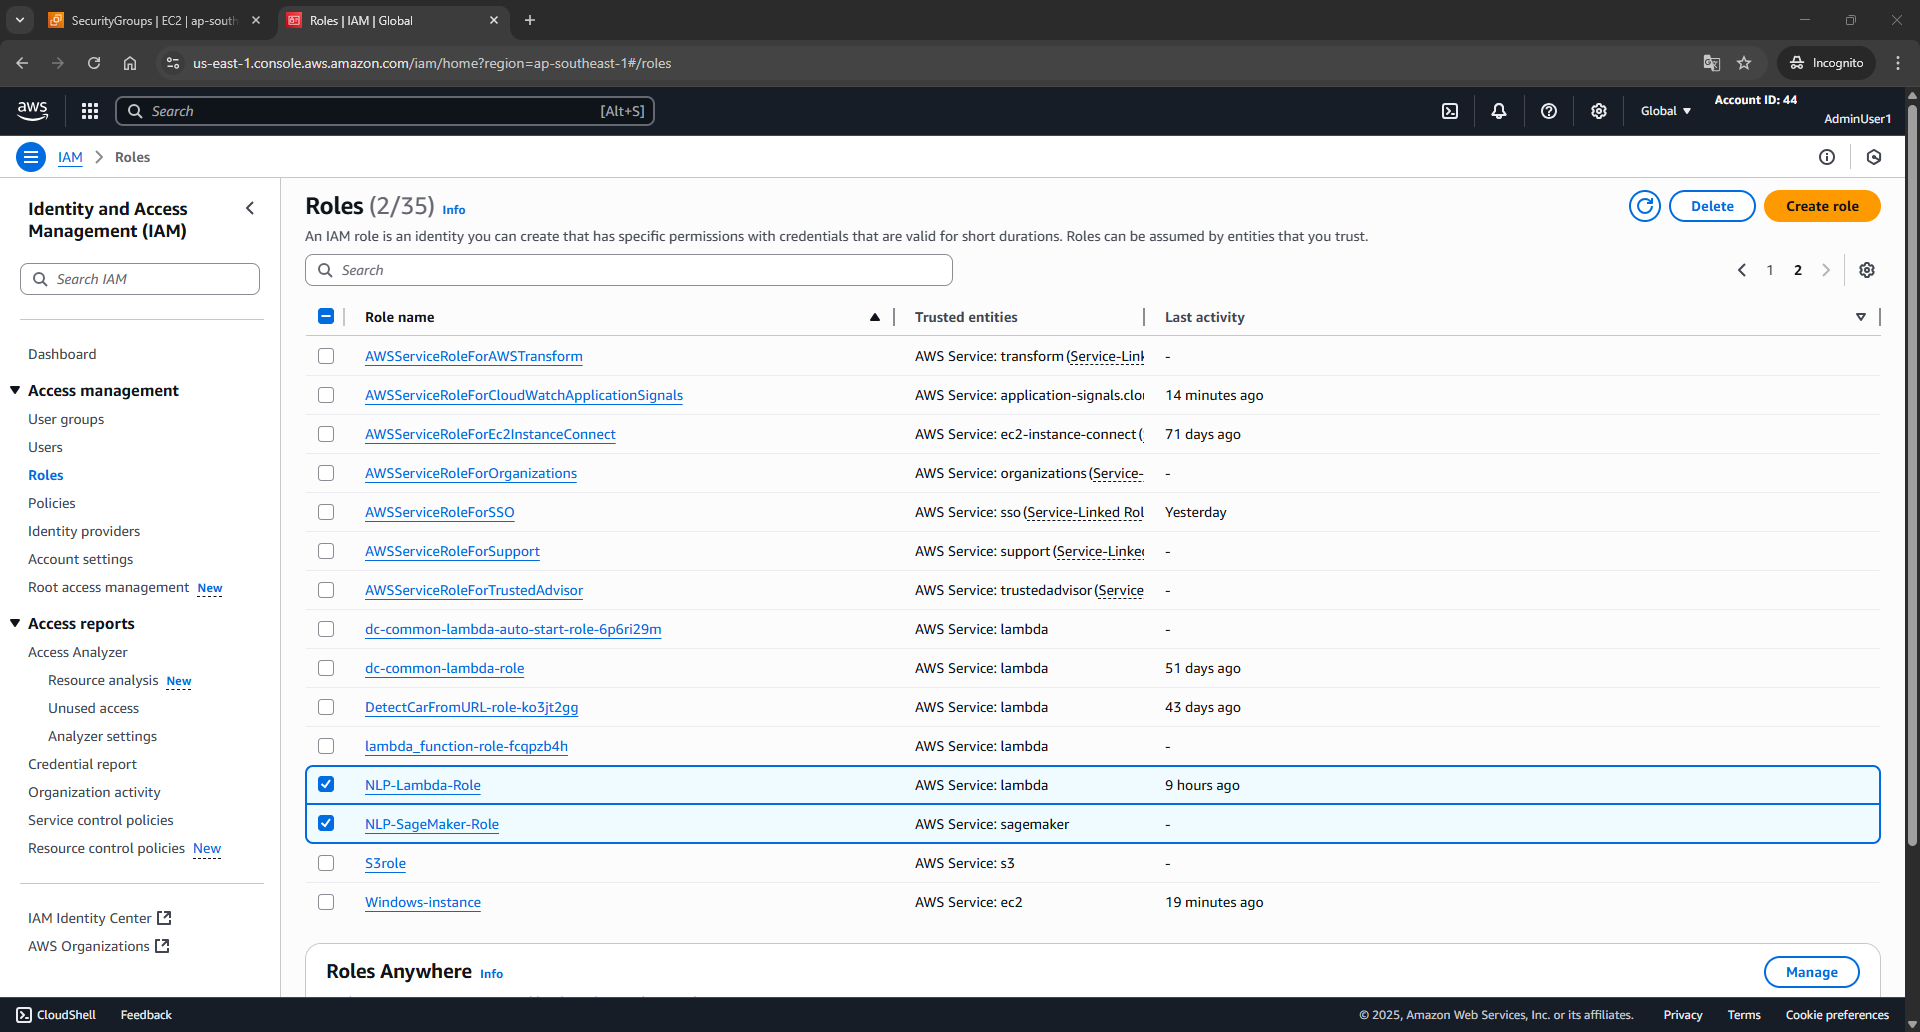 SecurityGroups | EC2 | ap-south
Roles | IAM | Global
us-east-1.console.aws.amazon.com/iam/home?region=ap-southeast-1#/roles
Incognito
aws
Search
[Alt+S]
Global
Account ID: 44
AdminUser1
IAM
Roles
Identity and Access
Management (IAM)
Search IAM
Dashboard
Access management
User groups
Users
Roles
Policies
Identity providers
Account settings
Root access management New
Access reports
Access Analyzer
Resource analysis New
Unused access
Analyzer settings
Credential report
Organization activity
Service control policies
Resource control policies New
IAM Identity Center
AWS Organizations
Roles (2/35) Info
Delete
Create role
An IAM role is an identity you can create that has specific permissions with credentials that are valid for short durations. Roles can be assumed by entities that you trust.
Search
1 2
Role name Trusted entities Last activity
AWSServiceRoleForAWSTransform AWS Service: transform (Service-Link -
AWSServiceRoleForCloudWatchApplicationSignals AWS Service: application-signals.clo 14 minutes ago
AWSServiceRoleForEc2InstanceConnect AWS Service: ec2-instance-connect ( 71 days ago
AWSServiceRoleForOrganizations AWS Service: organizations (Service- -
AWSServiceRoleForSSO AWS Service: sso (Service-Linked Rol Yesterday
AWSServiceRoleForSupport AWS Service: support (Service-Linked -
AWSServiceRoleForTrustedAdvisor AWS Service: trustedadvisor (Service -
dc-common-lambda-auto-start-role-6p6ri29m AWS Service: lambda -
dc-common-lambda-role AWS Service: lambda 51 days ago
DetectCarFromURL-role-ko3jt2gg AWS Service: lambda 43 days ago
lambda_function-role-fcqpzb4h AWS Service: lambda -
NLP-Lambda-Role AWS Service: lambda 9 hours ago
NLP-SageMaker-Role AWS Service: sagemaker -
S3role AWS Service: s3 -
Windows-instance AWS Service: ec2 19 minutes ago
Roles Anywhere Info
Manage
CloudShell
Feedback
© 2025, Amazon Web Services, Inc. or its affiliates.
Privacy
Terms
Cookie preferences